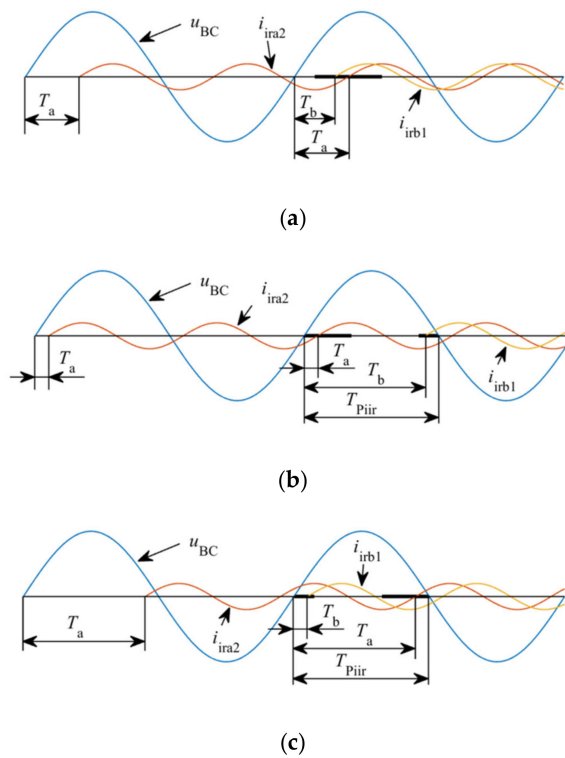 u_BC
i_ira2
T_a
T_b
T_a
i_irb1
(a)
u_BC
i_ira2
T_a
T_a
T_b
T_Piir
i_irb1
(b)
u_BC
i_irb1
T_a
i_ira2
T_b
T_a
T_Piir
(c)